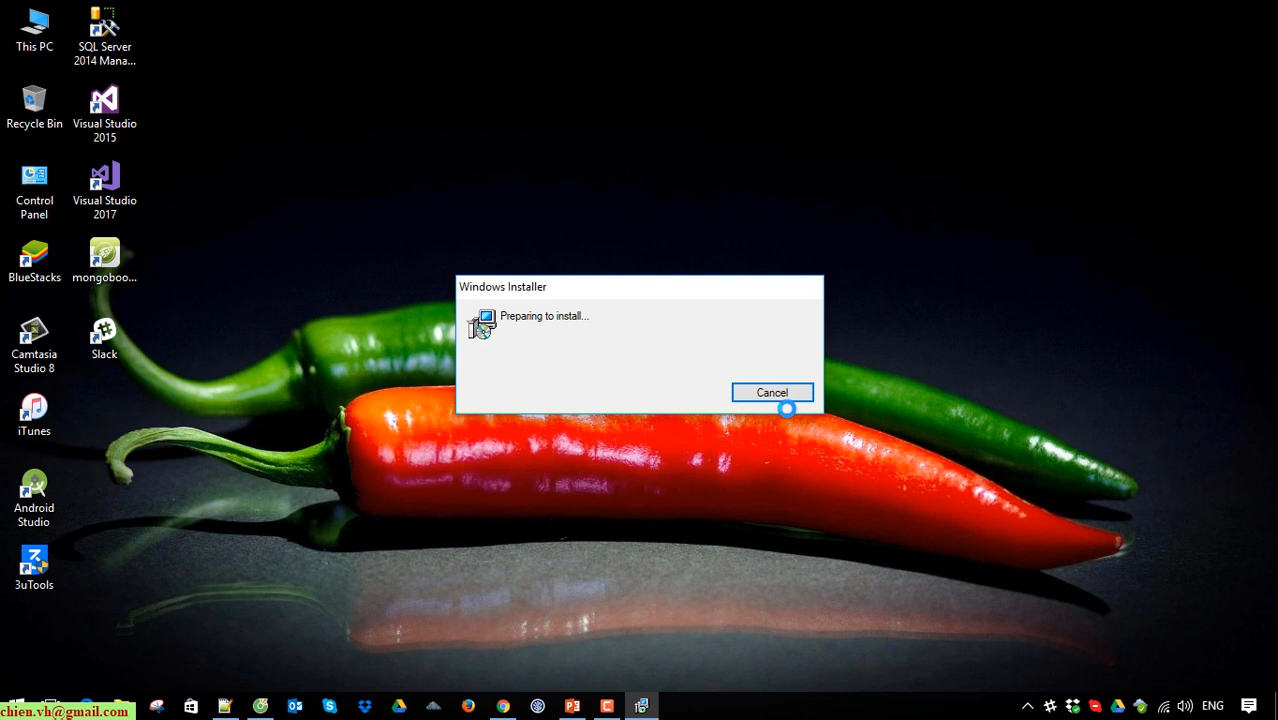 This PC
SQL Server
2014 Mana...
Recycle Bin
Visual Studio
2015
Control
Panel
Visual Studio
2017
BlueStacks
mongoboo...
Camtasia
Studio 8
Slack
iTunes
Android
Studio
3uTools
Windows Installer
Preparing to install...
Cancel
chien.vh@gmail.com
ENG